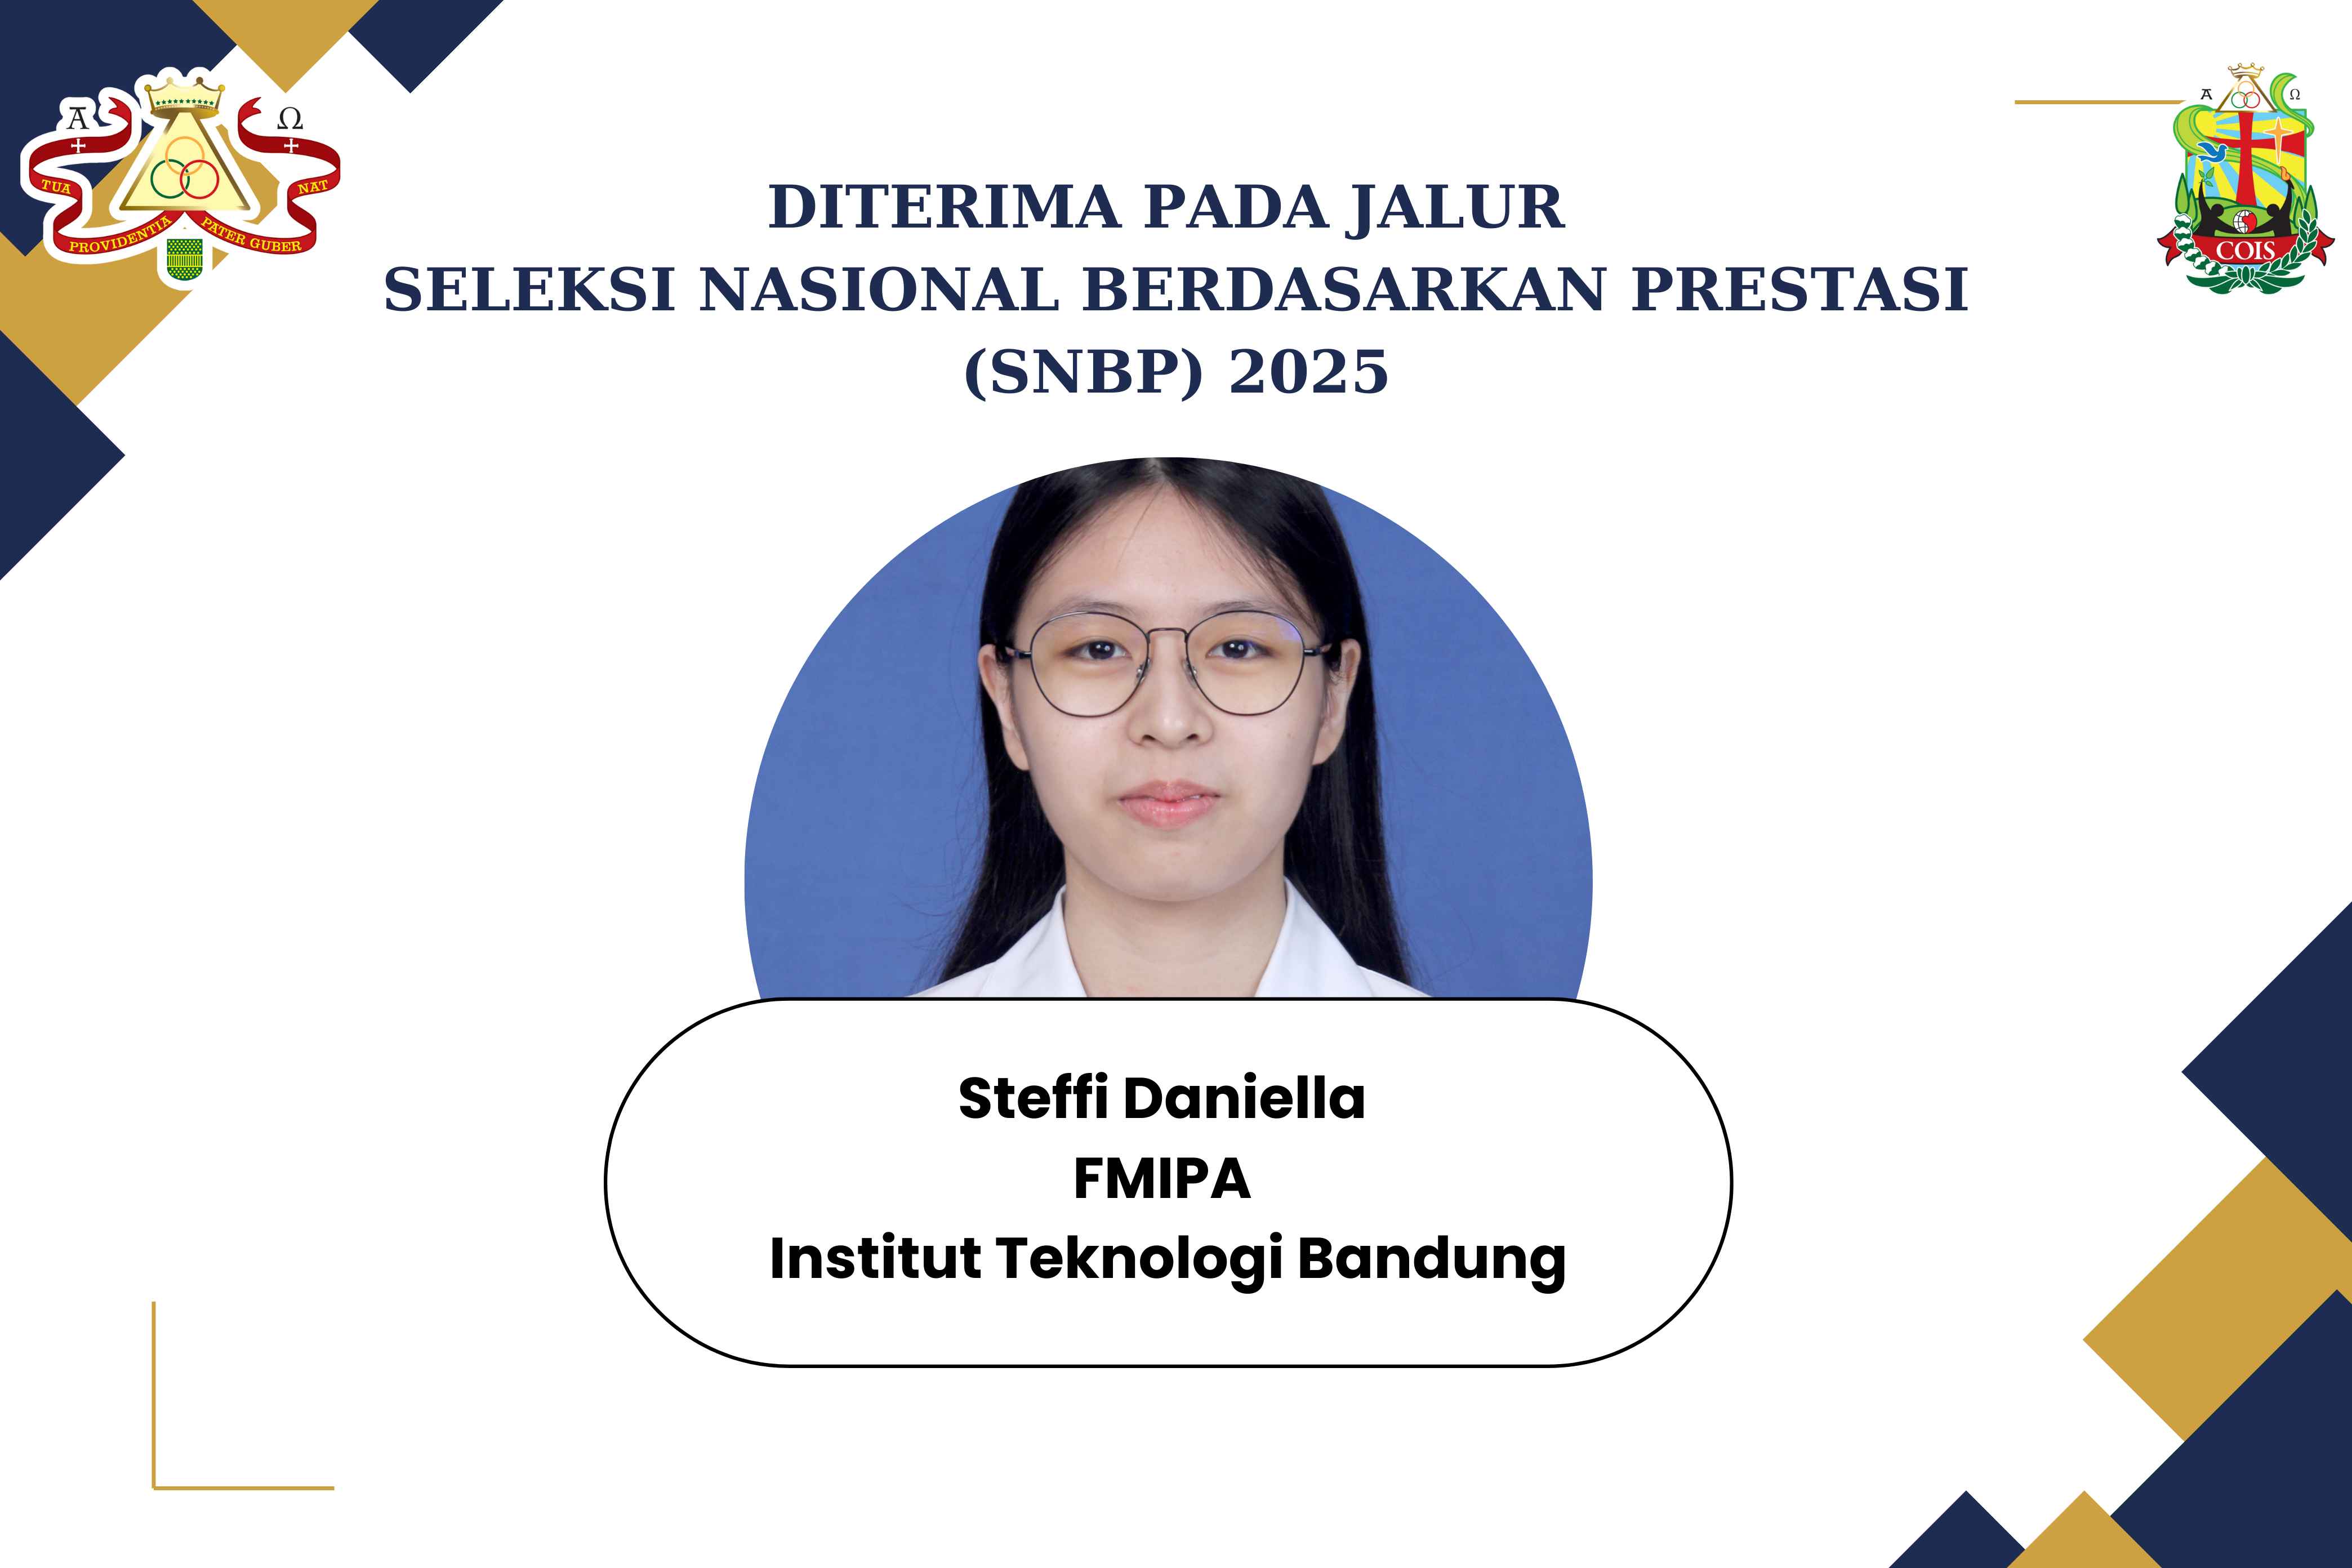 Α Ω
TUA PROVIDENTIA PATER GUBER NAT
Α Ω
COIS
DITERIMA PADA JALUR
SELEKSI NASIONAL BERDASARKAN PRESTASI
(SNBP) 2025
Steffi Daniella
FMIPA
Institut Teknologi Bandung